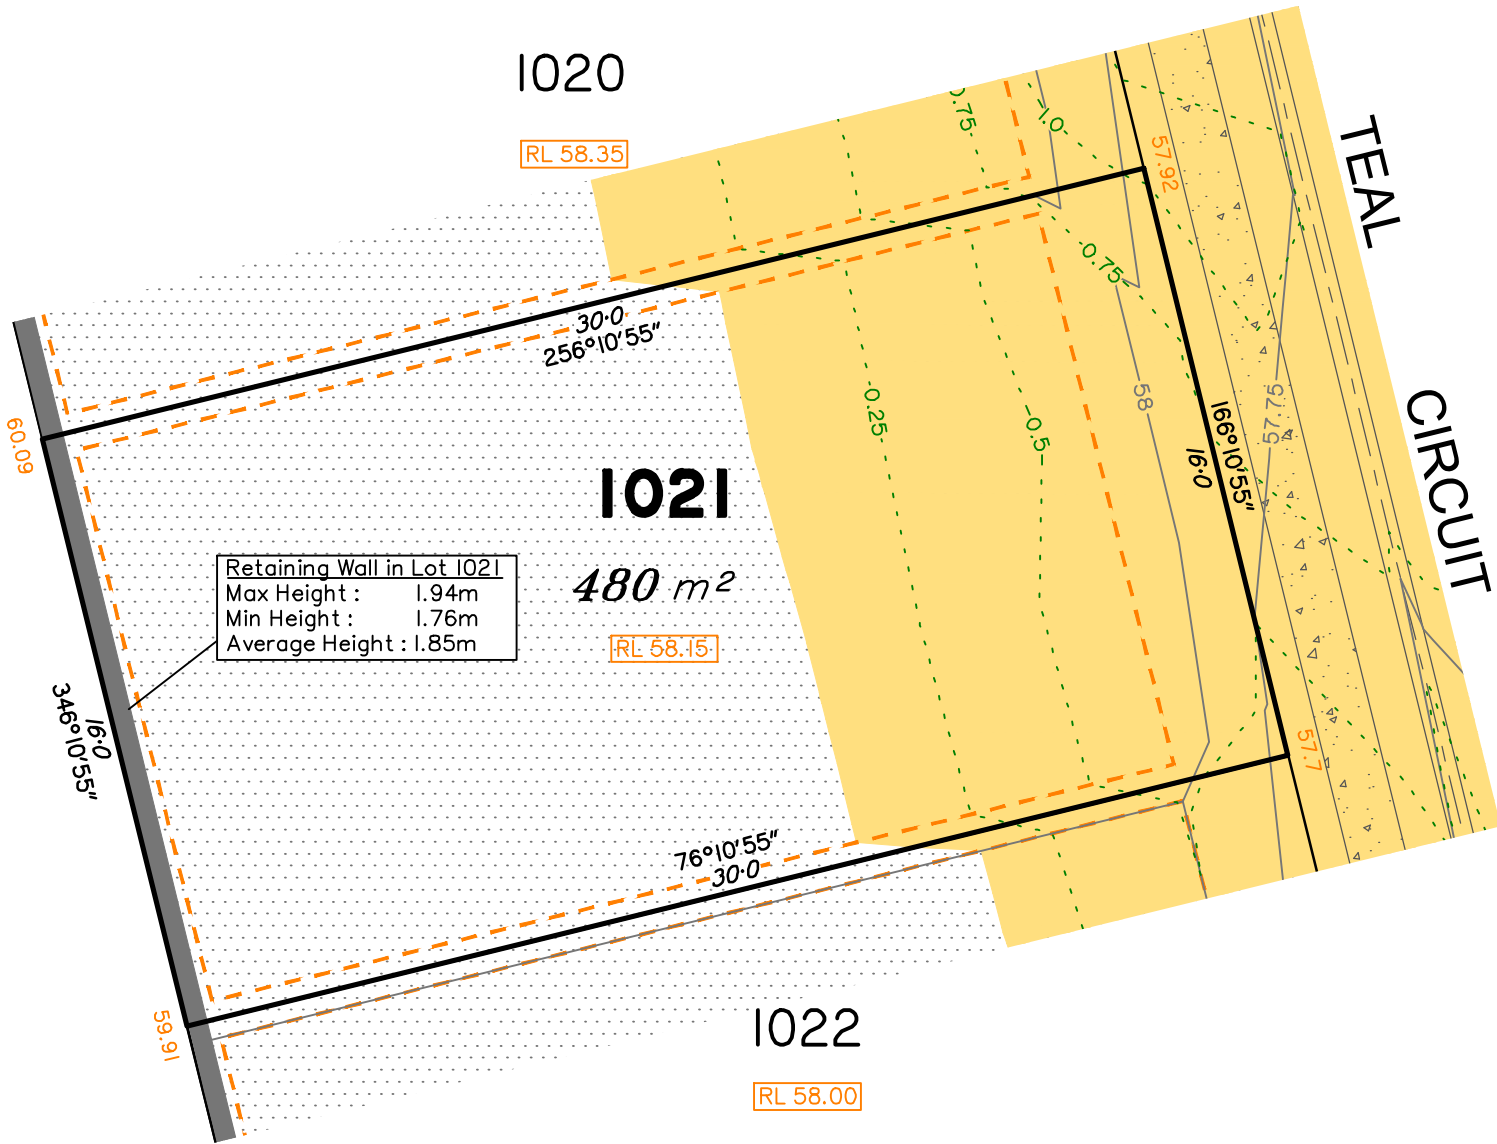 1020
RL 58.35
0.75
1.0
57.92
TEAL
CIRCUIT
0.75
30.0
256°10'55"
60.09
0.25
0.5
58
57.75
166°10'55"
16.0
1021
480 m²
RL 58.15
Retaining Wall in Lot 1021
Max Height : 1.94m
Min Height : 1.76m
Average Height : 1.85m
16.0
346°10'55"
57.7
76°10'55"
30.0
59.91
1022
RL 58.00